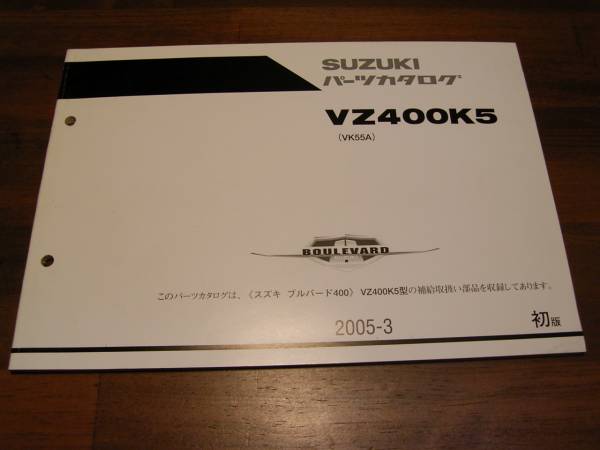 SUZUKI
パーツカタログ
VZ400K5
(VK55A)
BOULEVARD
このパーツカタログは、〈スズキ ブルバード400〉 VZ400K5型の補給取扱い部品を収録してあります。
2005-3
初版